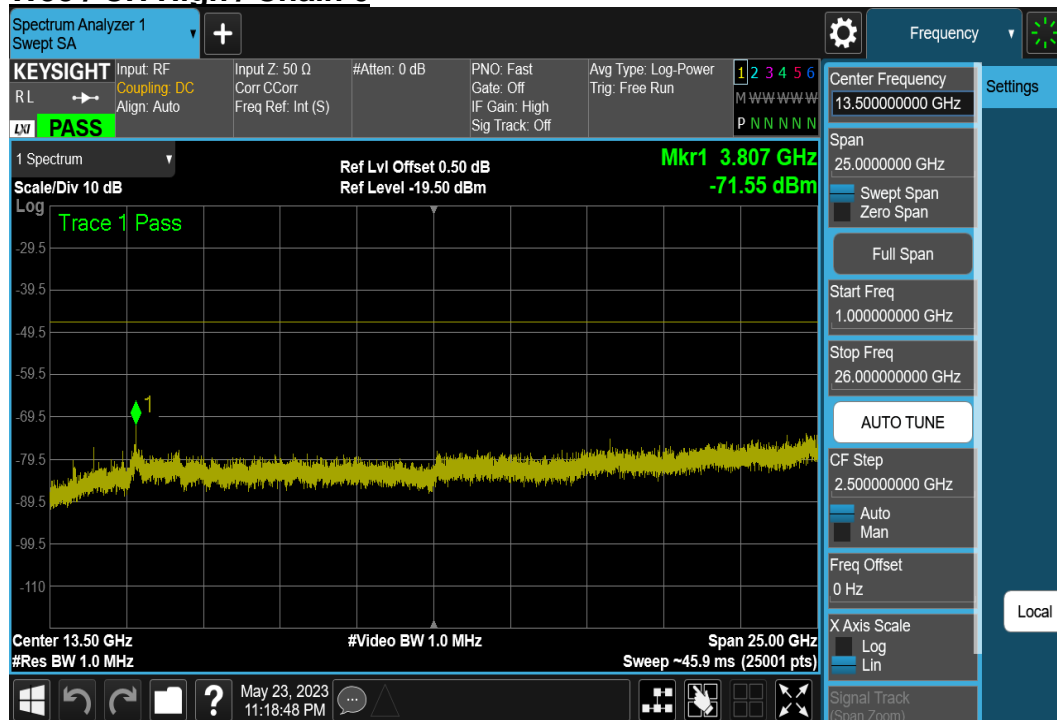 Spectrum Analyzer 1
Swept SA
Frequency
KEYSIGHT
Input: RF
Input Z: 50 Ω
#Atten: 0 dB
PNO: Fast
Avg Type: Log-Power
1 2 3 4 5 6
RL
Coupling: DC
Corr CCorr
Gate: Off
Trig: Free Run
M W W W W W
Align: Auto
Freq Ref: Int (S)
IF Gain: High
LXI
PASS
Sig Track: Off
P N N N N N
1 Spectrum
Ref Lvl Offset 0.50 dB
Mkr1 3.807 GHz
Scale/Div 10 dB
Ref Level -19.50 dBm
-71.55 dBm
Log
Trace 1 Pass
1
-29.5
-39.5
-49.5
-59.5
-69.5
-79.5
-89.5
-99.5
-110
Center 13.50 GHz
#Video BW 1.0 MHz
Span 25.00 GHz
#Res BW 1.0 MHz
Sweep ~45.9 ms (25001 pts)
May 23, 2023
11:18:48 PM
Center Frequency
13.500000000 GHz
Settings
Span
25.0000000 GHz
Swept Span
Zero Span
Full Span
Start Freq
1.000000000 GHz
Stop Freq
26.000000000 GHz
AUTO TUNE
CF Step
2.500000000 GHz
Auto
Man
Freq Offset
0 Hz
Local
X Axis Scale
Log
Lin
Signal Track
(Span Zoom)